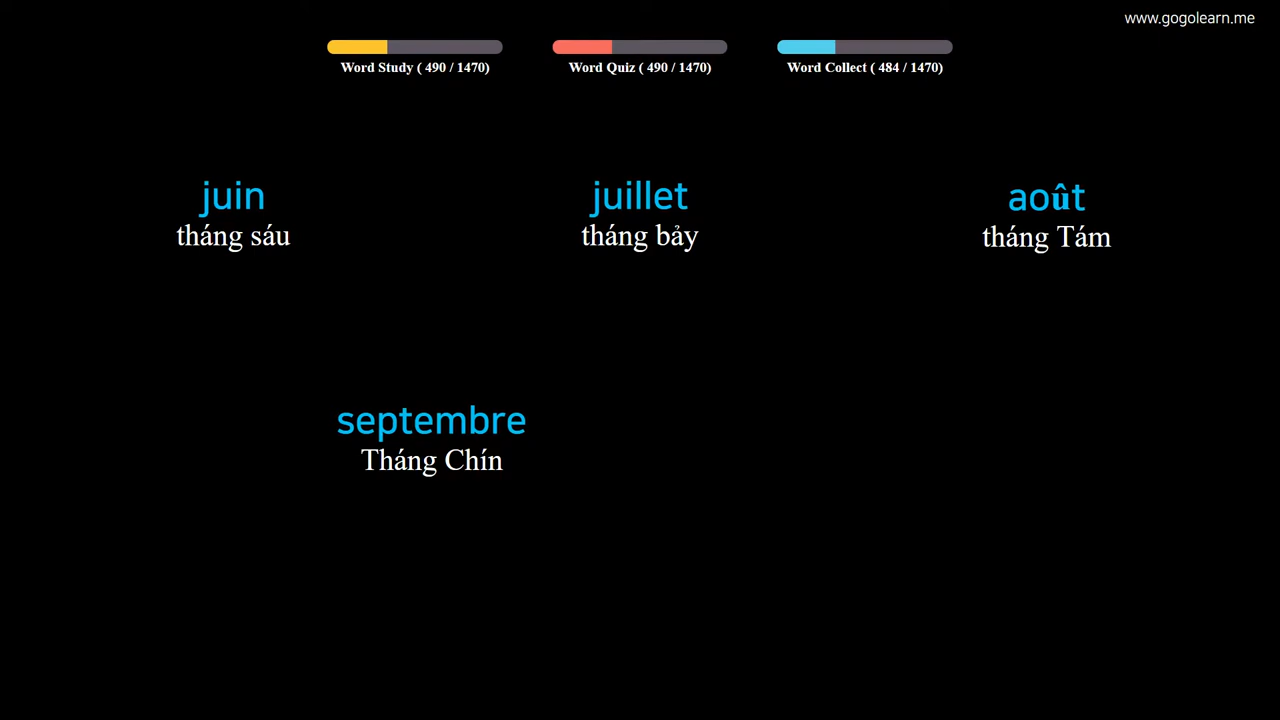 www.gogolearn.me
Word Study ( 490 / 1470)
Word Quiz ( 490 / 1470)
Word Collect ( 484 / 1470)
juin
tháng sáu
juillet
tháng bảy
août
tháng Tám
septembre
Tháng Chín